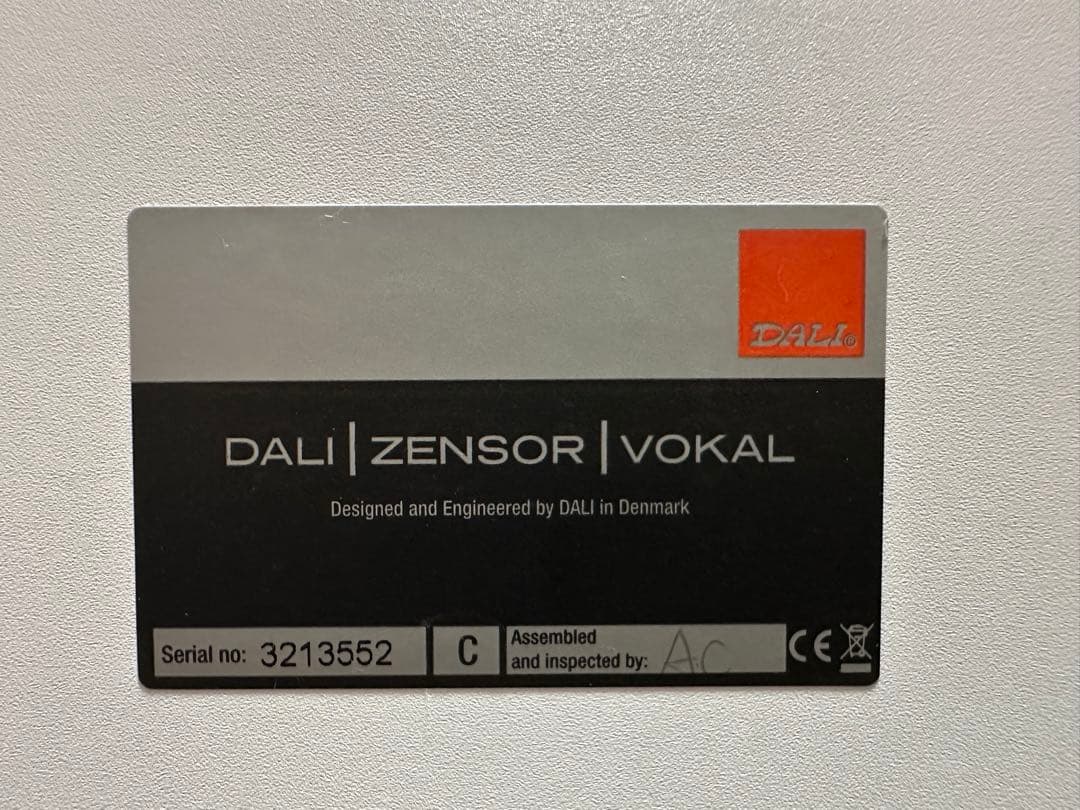 DALI®
DALI | ZENSOR | VOKAL
Designed and Engineered by DALI in Denmark
Serial no: 3213552
C
Assembled
and inspected by: AC
CE